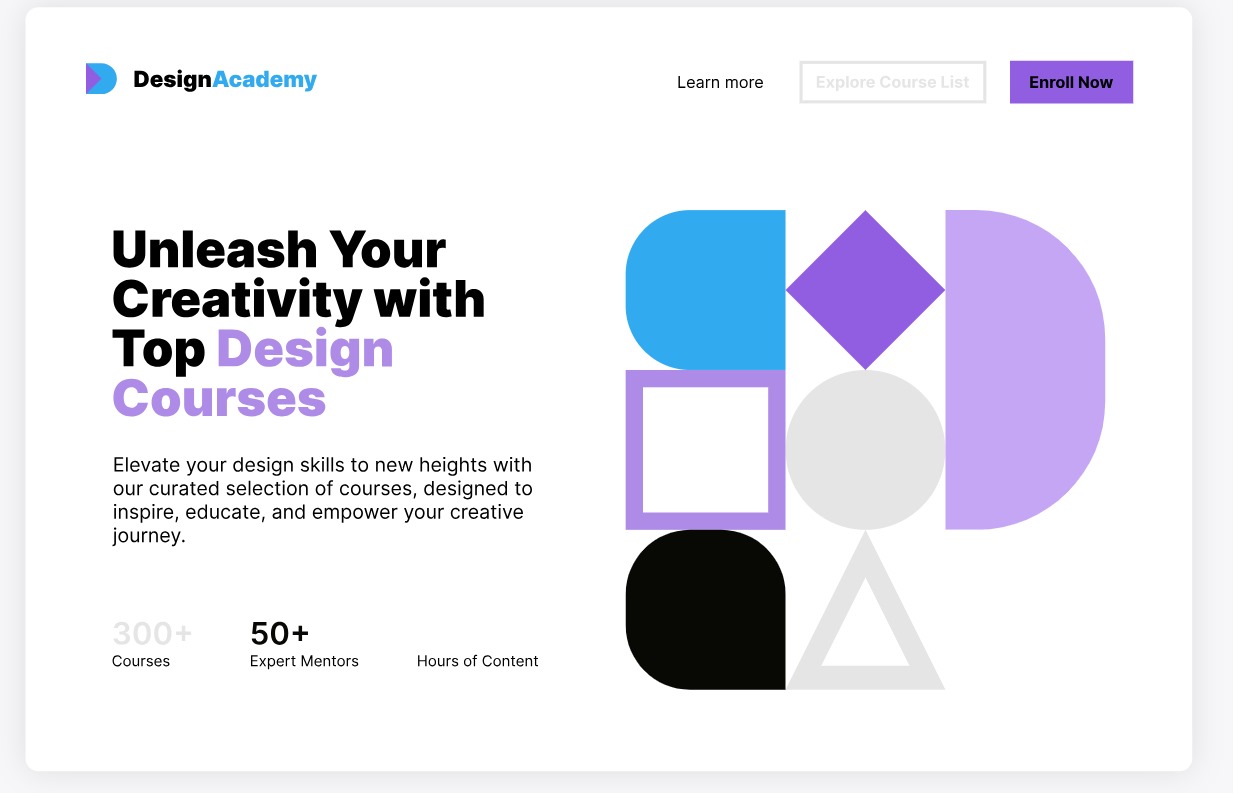 DesignAcademy
Learn more
Explore Course List
Enroll Now
Unleash Your
Creativity with
Top Design
Courses
Elevate your design skills to new heights with
our curated selection of courses, designed to
inspire, educate, and empower your creative
journey.
300+
50+
Courses
Expert Mentors
Hours of Content